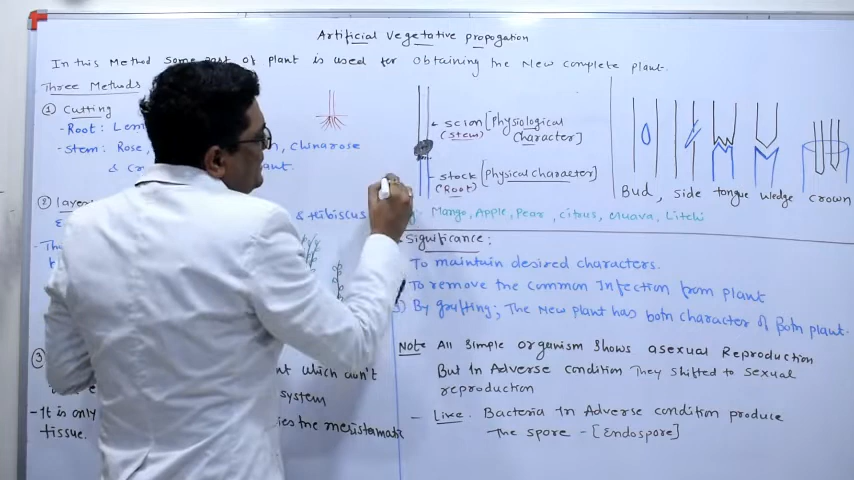 Artificial vegetative propogation
In this Method some part of plant is used for obtaining the New complete plant.
Three Methods
① Cutting
- Root: Lem
- Stem: Rose, Chinarose
& Cr ant.
② layer
& Hibiscus
- Th
③
nt which don't
system
- It is only ies the meristamatic
tissue.
scion [Physiological
(stem) Character]
stock [Physical character]
(Root)
Bud, side tongue wedge crown
Mango, Apple, Pear, citrus, Guava, Litchi
Significance:
To maintain desired characters.
To remove the common Infection from plant
3) By grafting; The New plant has both character of Both plant.
Note All simple organism shows asexual Reproduction
But In Adverse condition They shifted to sexual
reproduction
- Like. Bacteria In Adverse condition produce
The spore - [Endospore]